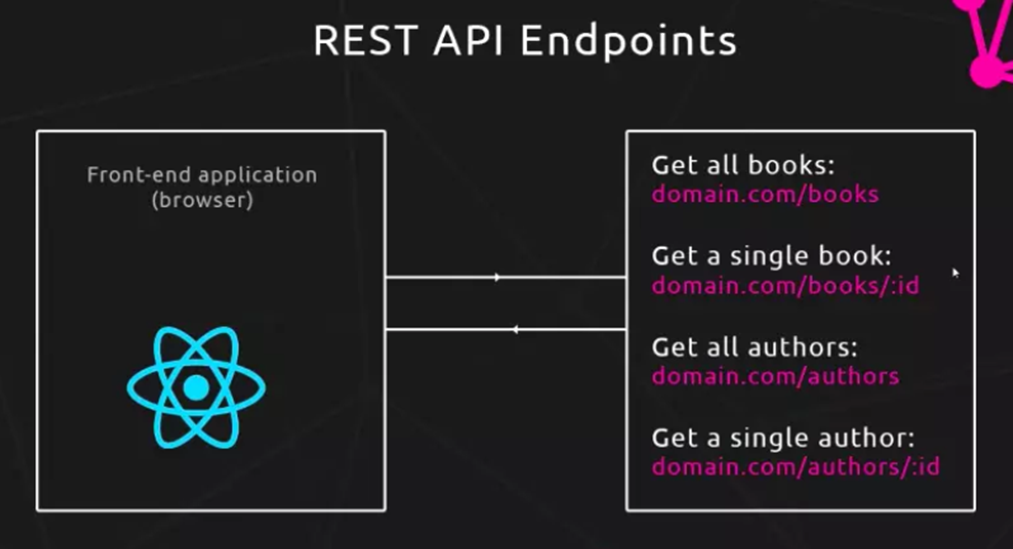 REST API Endpoints
Front-end application
(browser)
Get all books:
domain.com/books
Get a single book:
domain.com/books/:id
Get all authors:
domain.com/authors
Get a single author:
domain.com/authors/:id